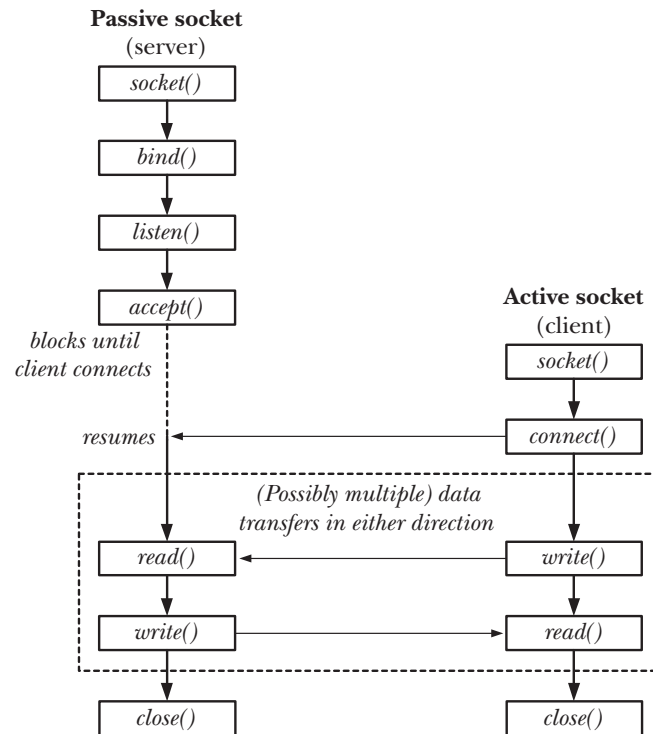 Passive socket
(server)
socket()
bind()
listen()
accept()
blocks until
client connects
resumes
Active socket
(client)
socket()
connect()
(Possibly multiple) data
transfers in either direction
read()
write()
write()
read()
close()
close()